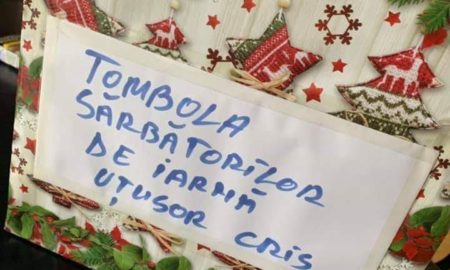 TOMBOLA
SĂRBĂTORILOR
DE IARNĂ
UȚUSOR CRIS